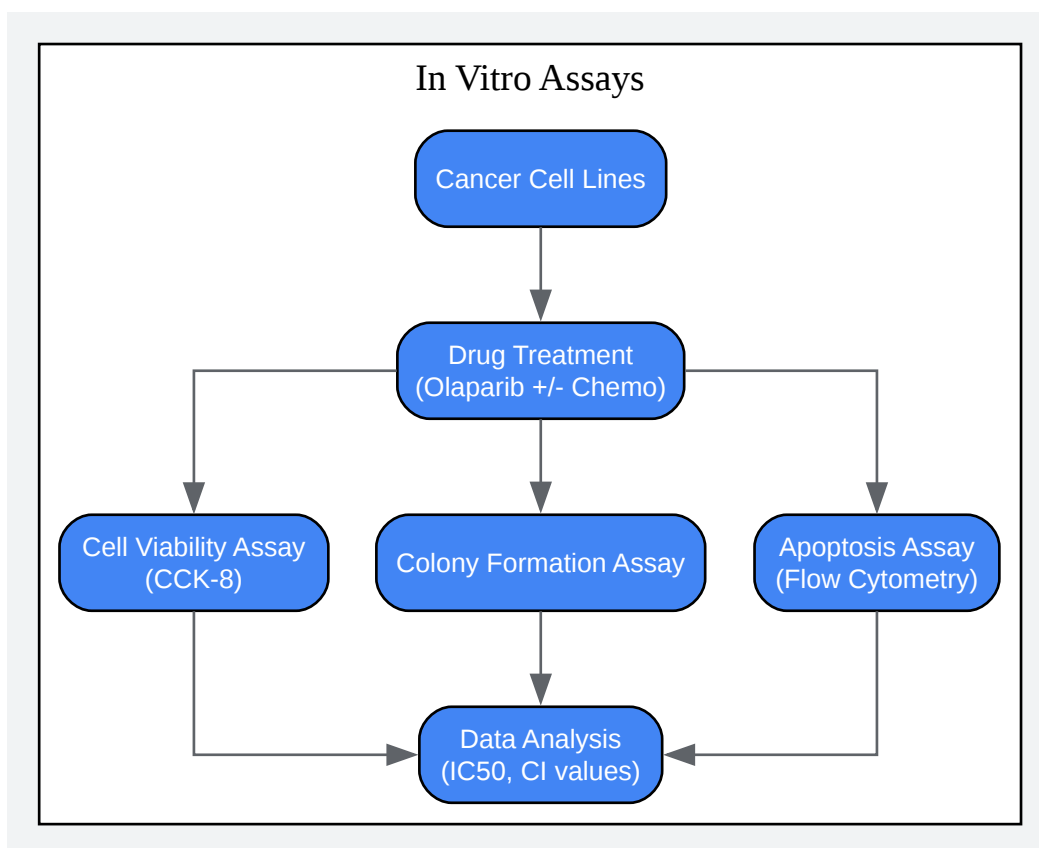 In Vitro Assays
Cancer Cell Lines
Drug Treatment
(Olaparib +/- Chemo)
Cell Viability Assay
(CCK-8)
Colony Formation Assay
Apoptosis Assay
(Flow Cytometry)
Data Analysis
(IC50, CI values)